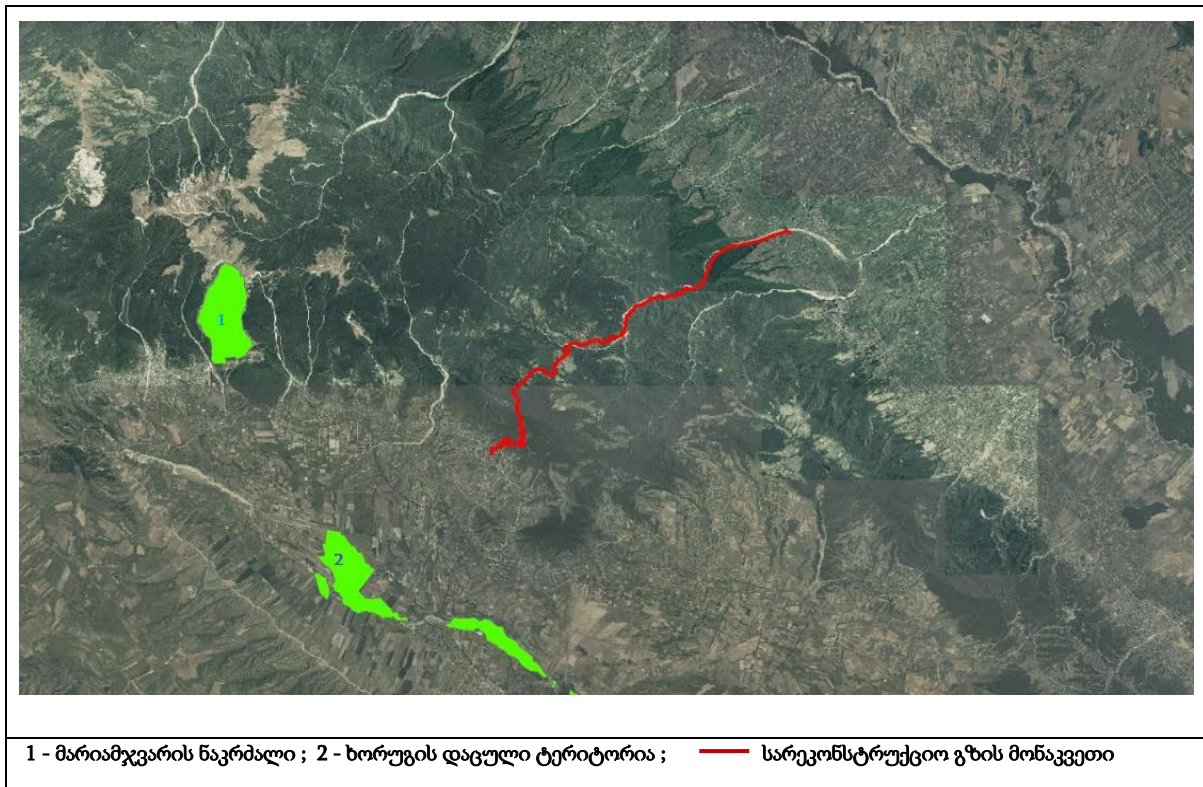 1
2
1 - მარიამჯვარის ნაკრძალი ; 2 - ხორუგის დაცული ტერიტორია ; სარეკონსტრუქციო გზის მონაკვეთი